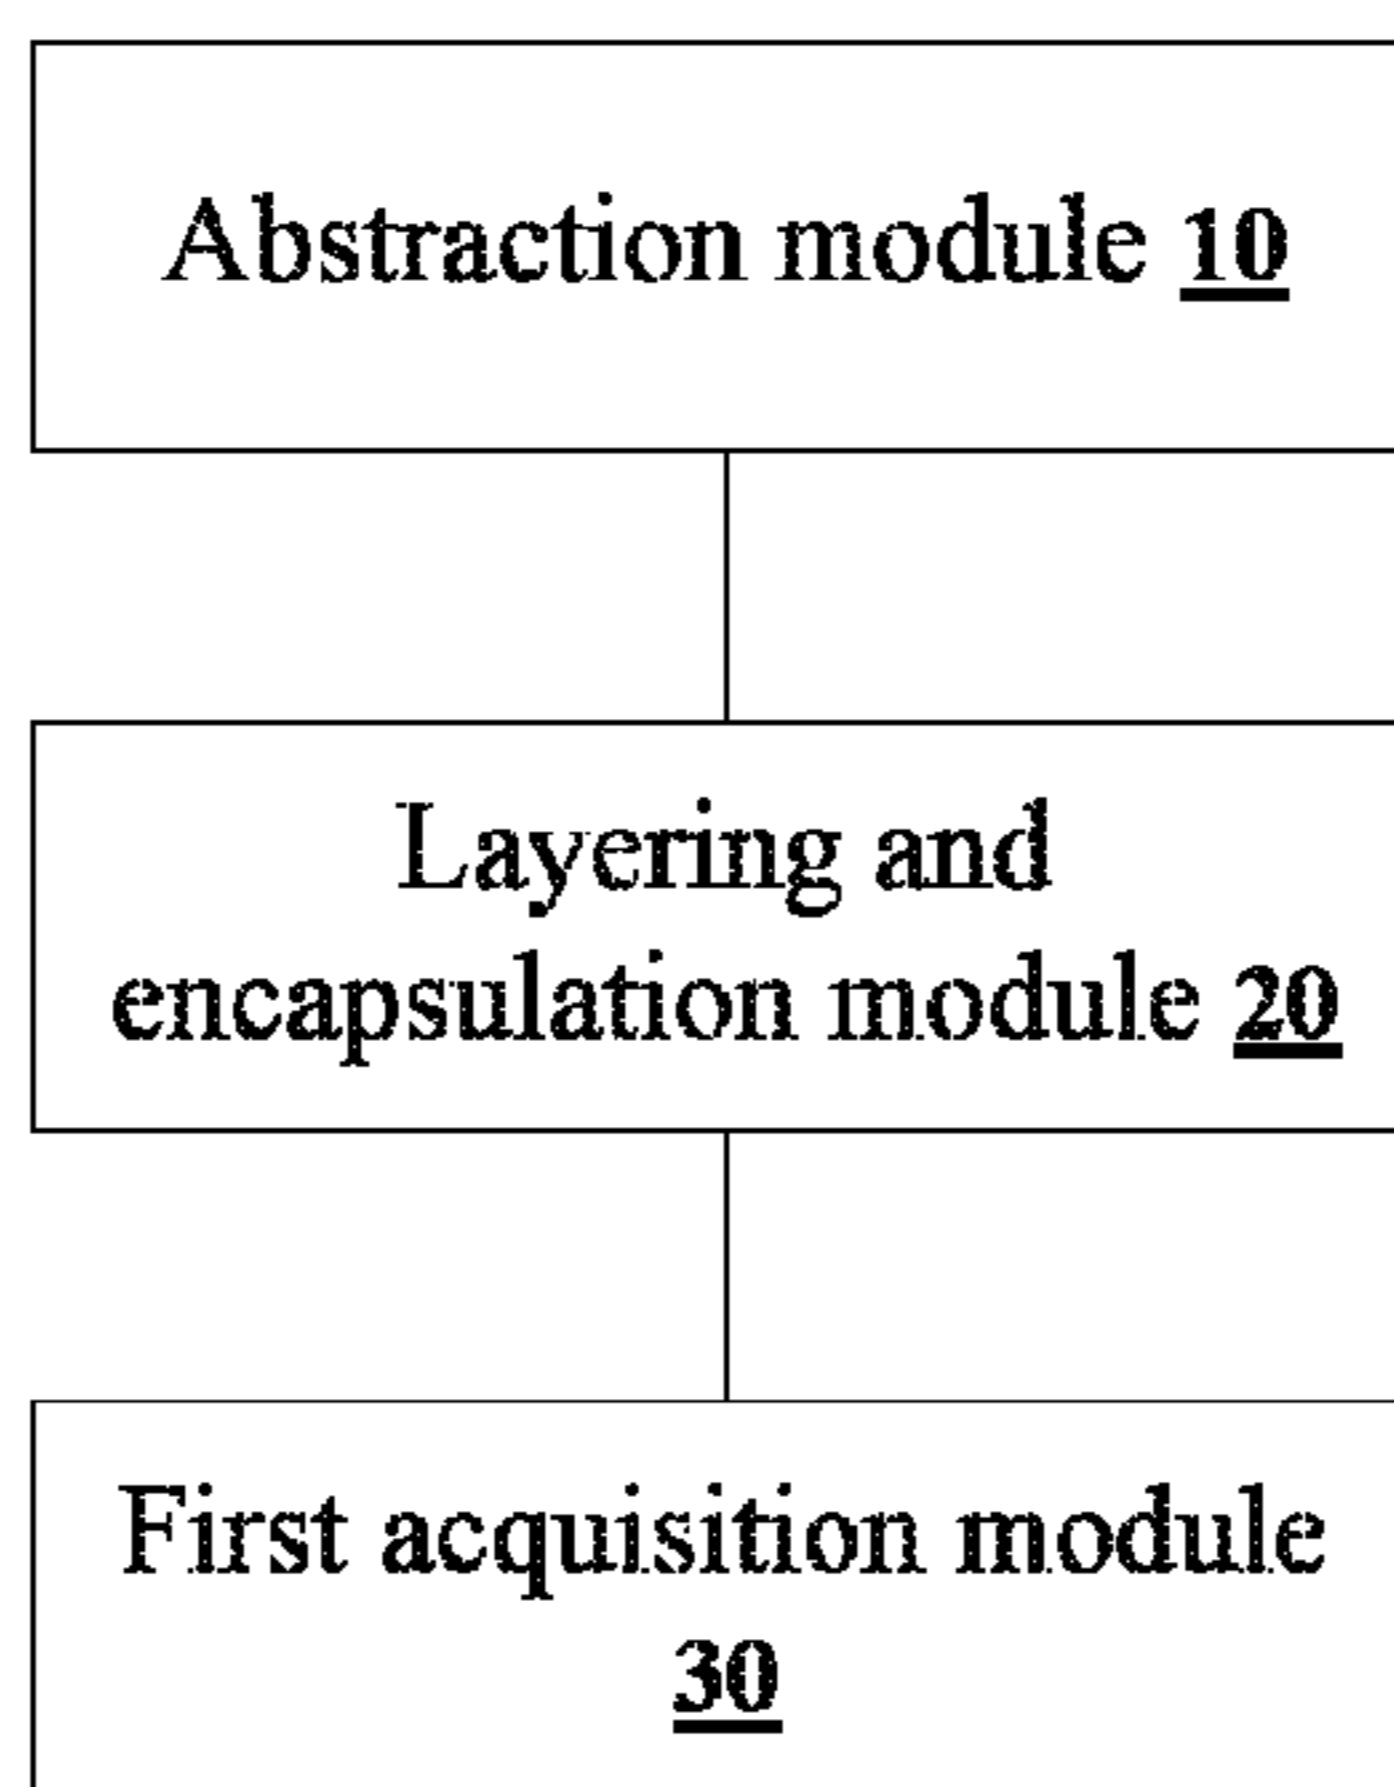 Abstraction module 10
Layering and
encapsulation module 20
First acquisition module
30